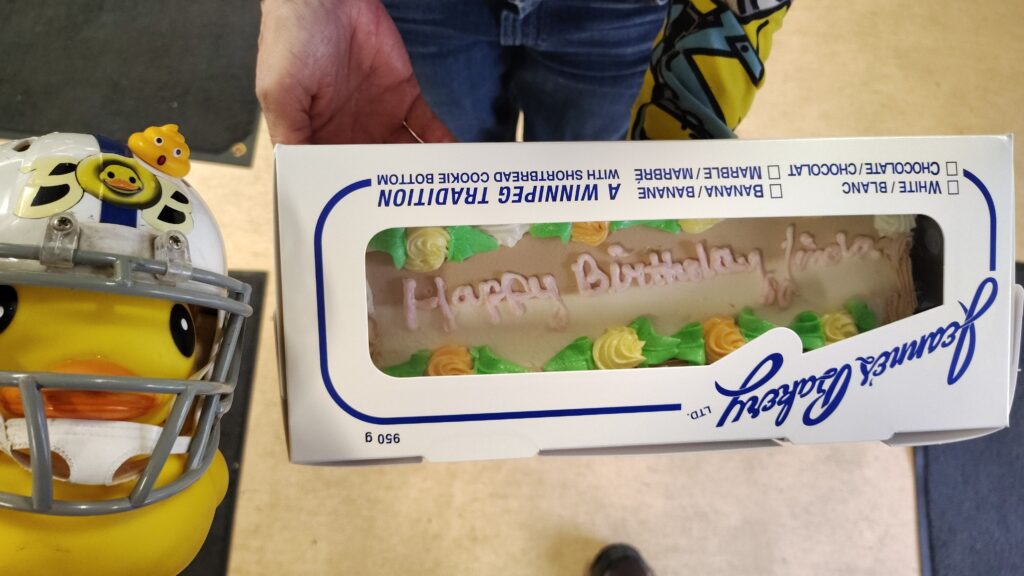 Happy Birthday
Jeanne's Bakery
LTD.
950 g
A WINNIPEG TRADITION
WITH SHORTBREAD COOKIE BOTTOM
☐ WHITE / BLANC
☐ CHOCOLATE / CHOCOLAT
☐ BANANA / BANANE
☐ MARBLE / MARBRÉ